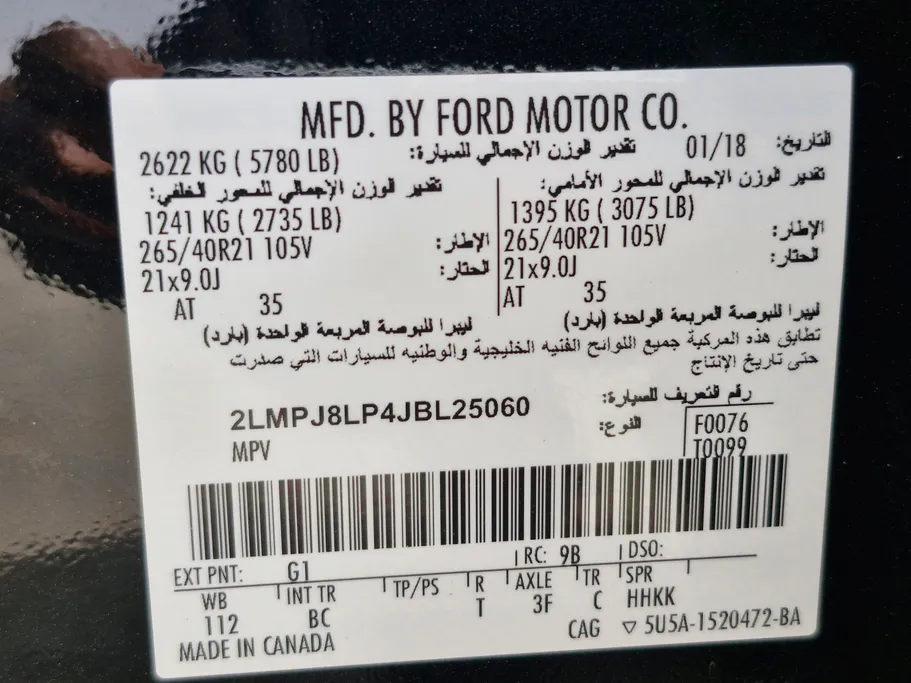 MFD. BY FORD MOTOR CO.
التاريخ: 01/18 تقدير الوزن الإجمالي للسيارة: 2622 KG ( 5780 LB)
تقدير الوزن الإجمالي للمحور الأمامي: تقدير الوزن الإجمالي للمحور الخلفي:
1395 KG ( 3075 LB) 1241 KG ( 2735 LB)
الإطار: 265/40R21 105V الإطار: 265/40R21 105V
الحتار: 21x9.0J الحتار: 21x9.0J
AT 35 AT 35
ليبرا للبوصة المربعة الواحدة (بارد) ليبرا للبوصة المربعة الواحدة (بارد)
تطابق هذه المركبة جميع اللوائح الفنيه الخليجية والوطنيه للسيارات التي صدرت
حتى تاريخ الإنتاج
رقم التعريف للسيارة: 2LMPJ8LP4JBL25060
النوع: MPV
F0076
T0099
EXT PNT: G1 RC: 9B DSO:
WB INT TR TP/PS R AXLE TR SPR
112 BC T 3F C HHKK
MADE IN CANADA CAG ▽ 5U5A-1520472-BA